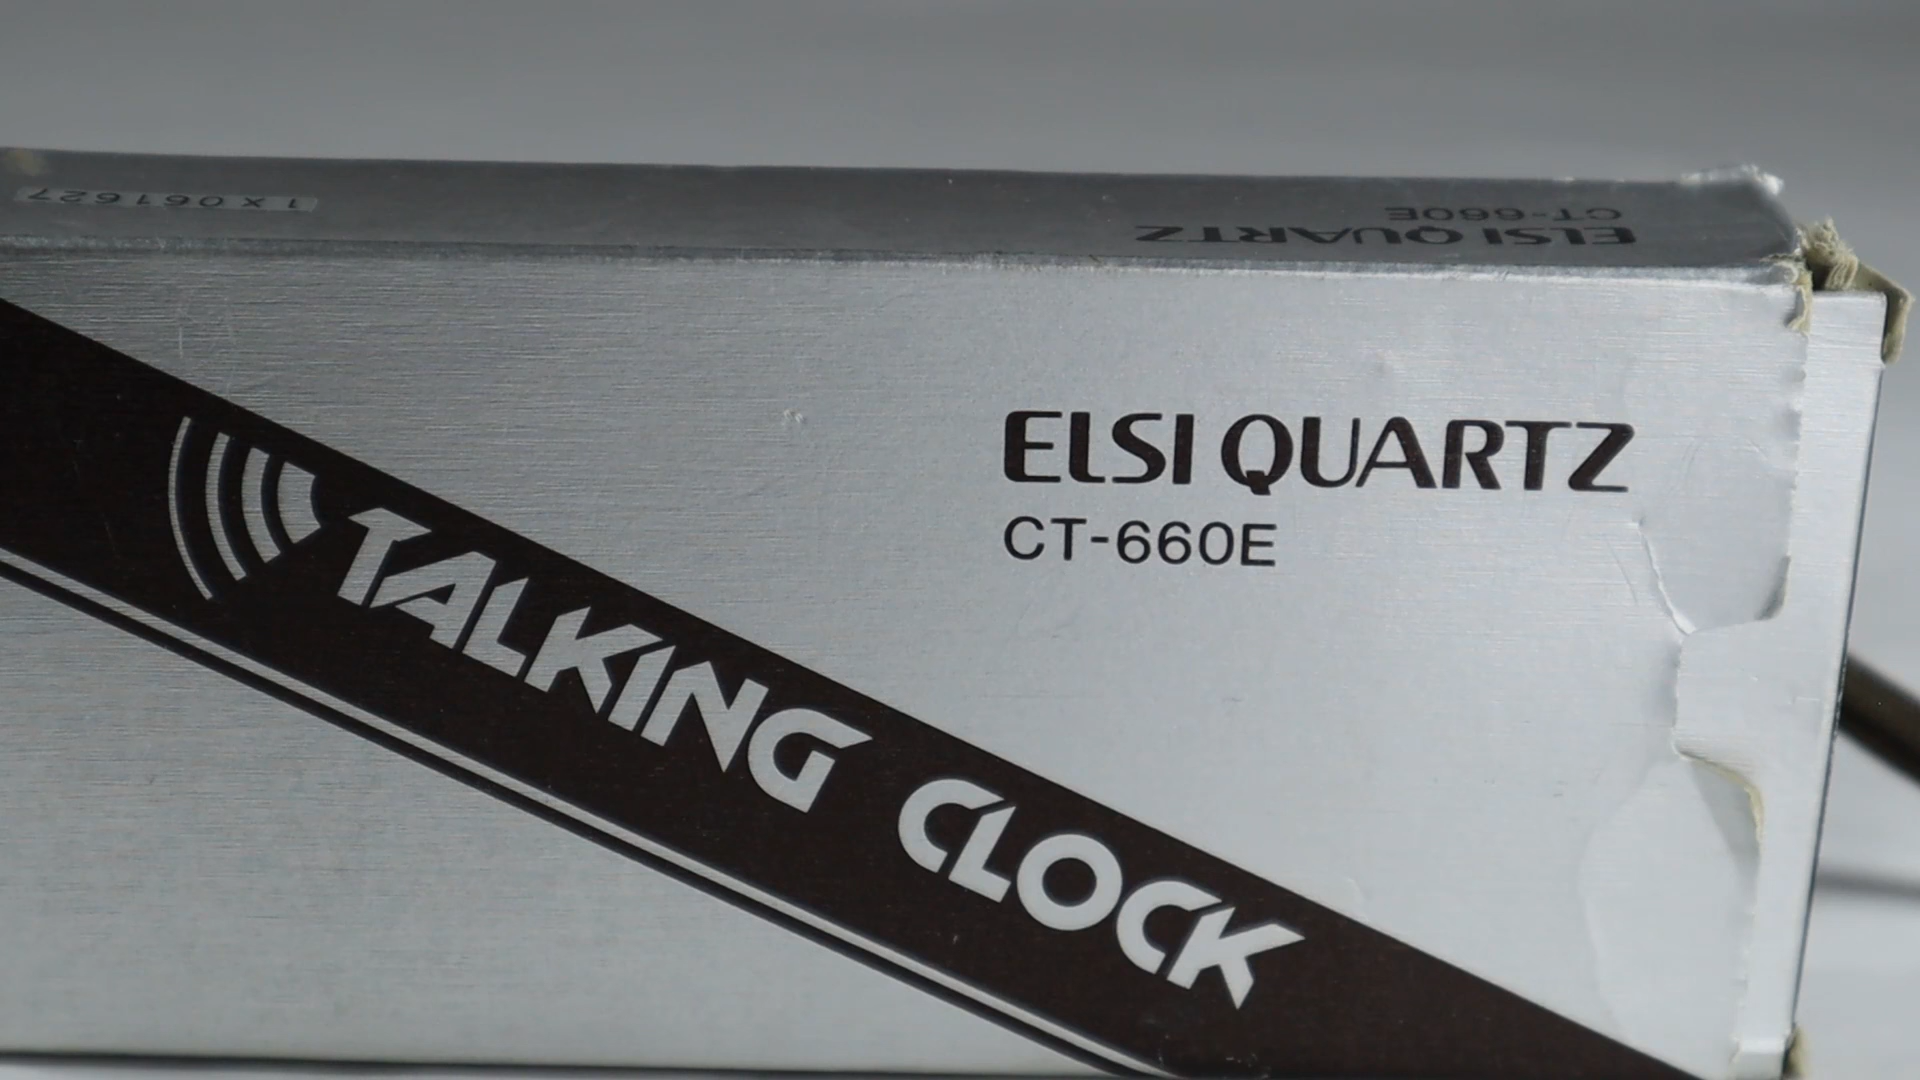 1 X 061627
CT-660E
ELSI QUARTZ
ELSI QUARTZ
CT-660E
TALKING CLOCK